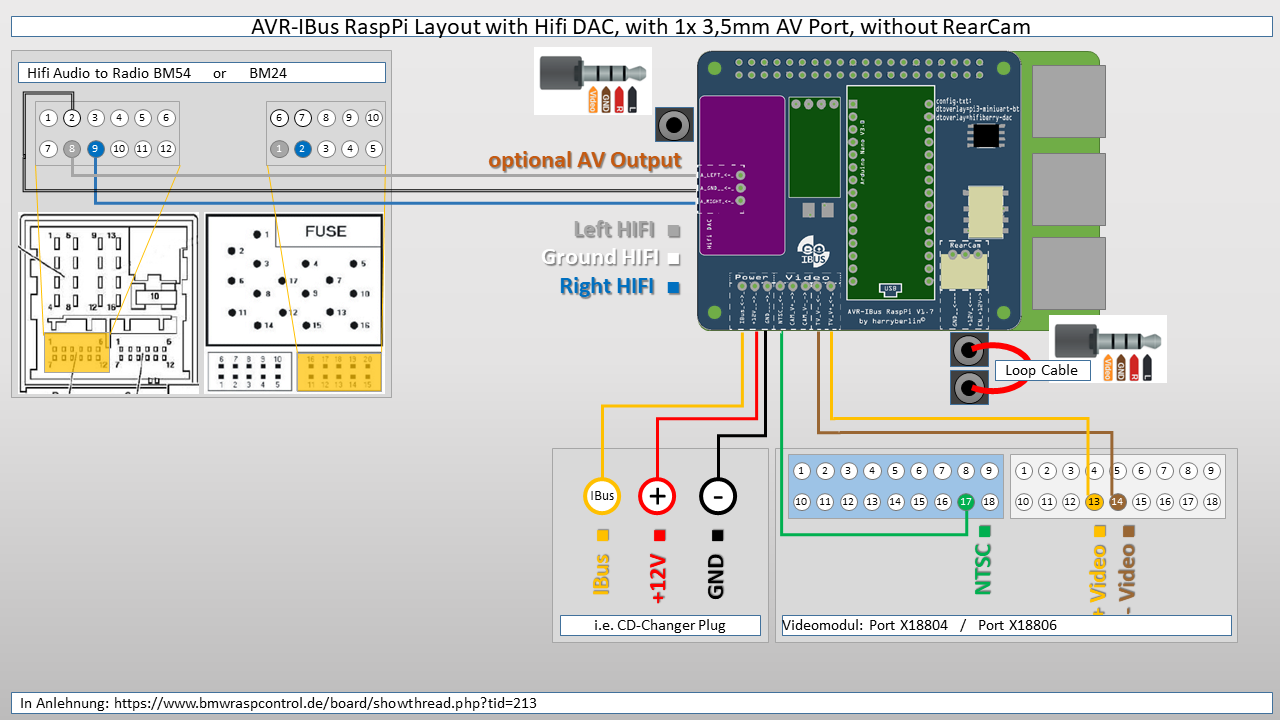 AVR-IBus RaspPi Layout with Hifi DAC, with 1x 3,5mm AV Port, without RearCam
Hifi Audio to Radio BM54 or BM24
1 2 3 4 5 6
7 8 9 10 11 12
6 7 8 9 10
1 2 3 4 5
1 5 9 13
4 8 12 16
10
1 6
7 12
FUSE
1
2
3 4 5
6 17 7
8 9 10
11 12 13
14 15 16
6 7 8 9 10
1 2 3 4 5
16 17 18 19 20
11 12 13 14 15
Video GND R L
optional AV Output
Left HIFI
Ground HIFI
Right HIFI
config.txt:
dtoverlay=pi3-miniuart-bt
dtoverlay=hifiberry-dac
Arduino Nano V3.0
A_LEFT_<-_
A_GND__<-_
A_RIGHT_<-_
Hifi DAC
IBUS
RearCam
Power Video
USB
AVR-IBus RaspPi V1.7
by harryberlin®
Video GND R L
Loop Cable
IBus
+
-
IBus
+12V
GND
i.e. CD-Changer Plug
1 2 3 4 5 6 7 8 9
10 11 12 13 14 15 16 17 18
1 2 3 4 5 6 7 8 9
10 11 12 13 14 15 16 17 18
NTSC
+ Video
- Video
Videomodul: Port X18804 / Port X18806
In Anlehnung: https://www.bmwraspcontrol.de/board/showthread.php?tid=213